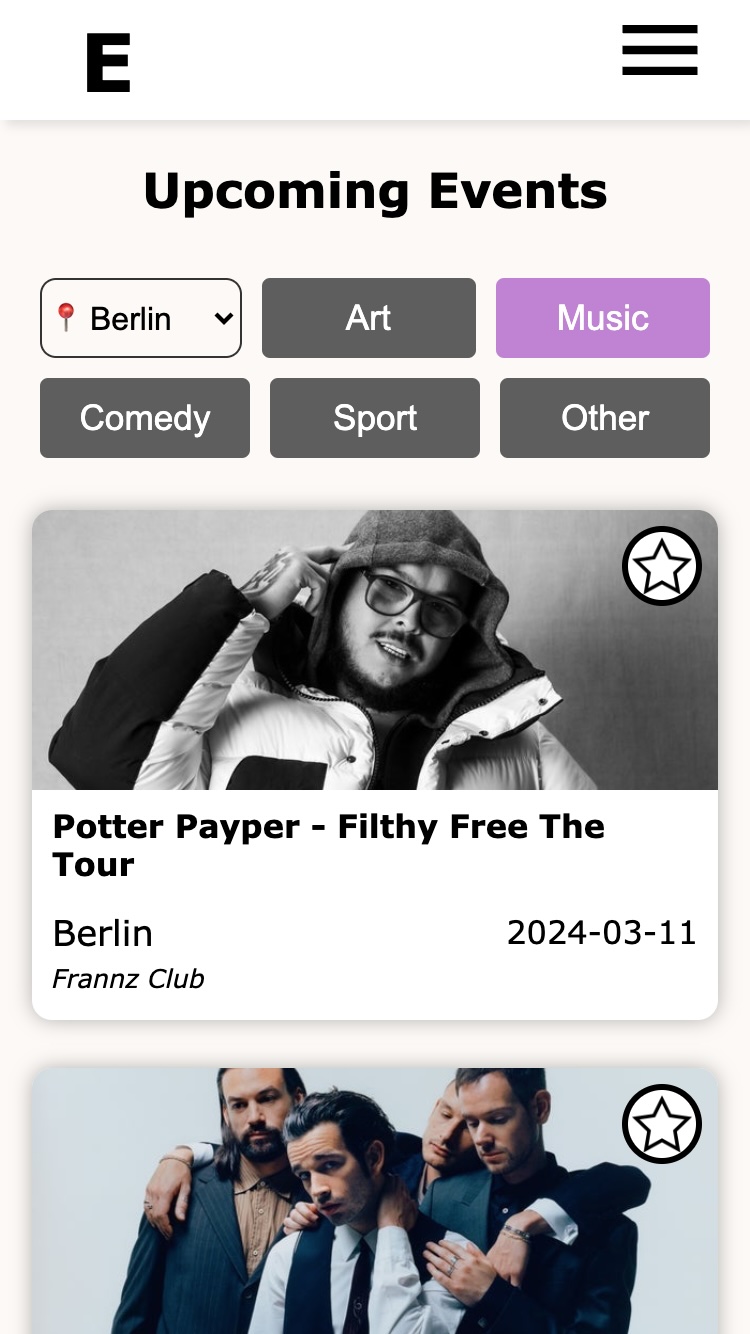 E
Upcoming Events
📍 Berlin
Art
Music
Comedy
Sport
Other
Potter Payper - Filthy Free The
Tour
Berlin
2024-03-11
Frannz Club